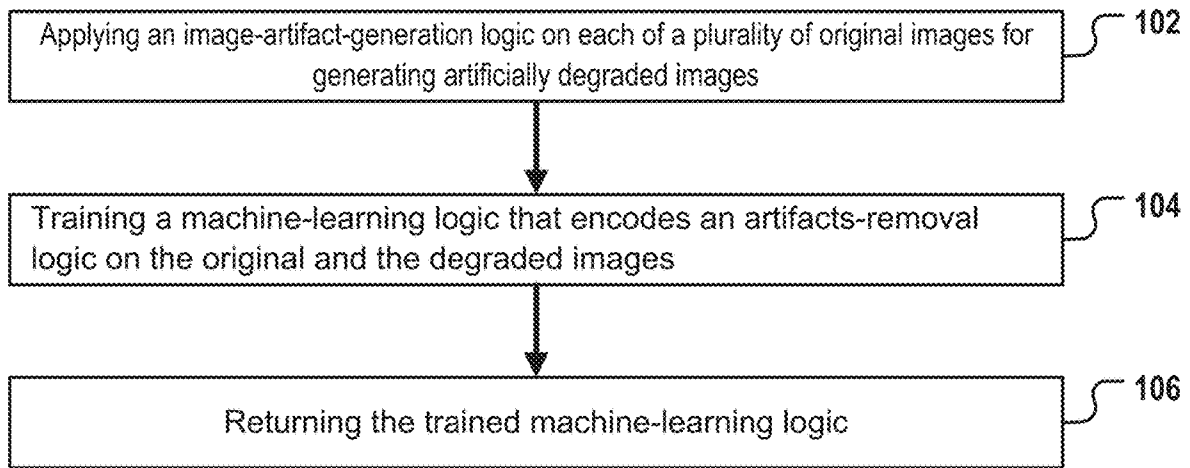 Applying an image-artifact-generation logic on each of a plurality of original images for
generating artificially degraded images
102
Training a machine-learning logic that encodes an artifacts-removal
logic on the original and the degraded images
104
Returning the trained machine-learning logic
106